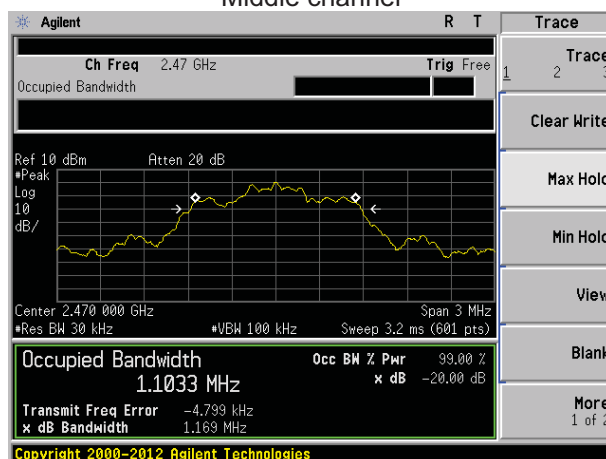 Middle channel
Agilent R T Trace
Ch Freq 2.47 GHz Trig Free
Occupied Bandwidth
Trace
1 2 3
Clear Write
Max Hold
Min Hold
View
Blank
More
1 of 2
Ref 10 dBm Atten 20 dB
#Peak
Log
10
dB/
Center 2.470 000 GHz Span 3 MHz
#Res BW 30 kHz #VBW 100 kHz Sweep 3.2 ms (601 pts)
Occupied Bandwidth Occ BW % Pwr 99.00 %
1.1033 MHz x dB -20.00 dB
Transmit Freq Error -4.799 kHz
x dB Bandwidth 1.169 MHz
Copyright 2000-2012 Agilent Technologies